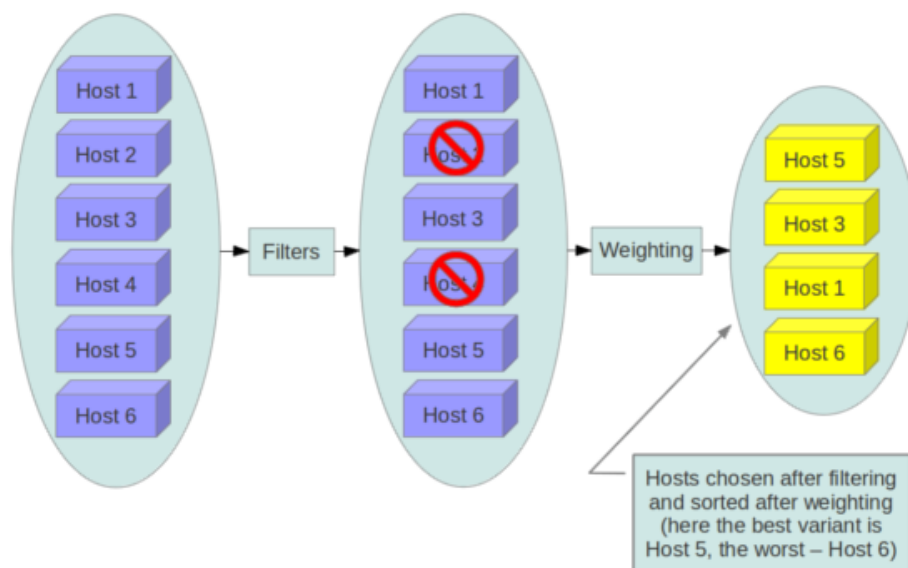 Host 1
Host 2
Host 3
Host 4
Host 5
Host 6
Filters
Host 1
Host
Host 3
Host
Host 5
Host 6
Weighting
Host 5
Host 3
Host 1
Host 6
Hosts chosen after filtering
and sorted after weighting
(here the best variant is
Host 5, the worst – Host 6)